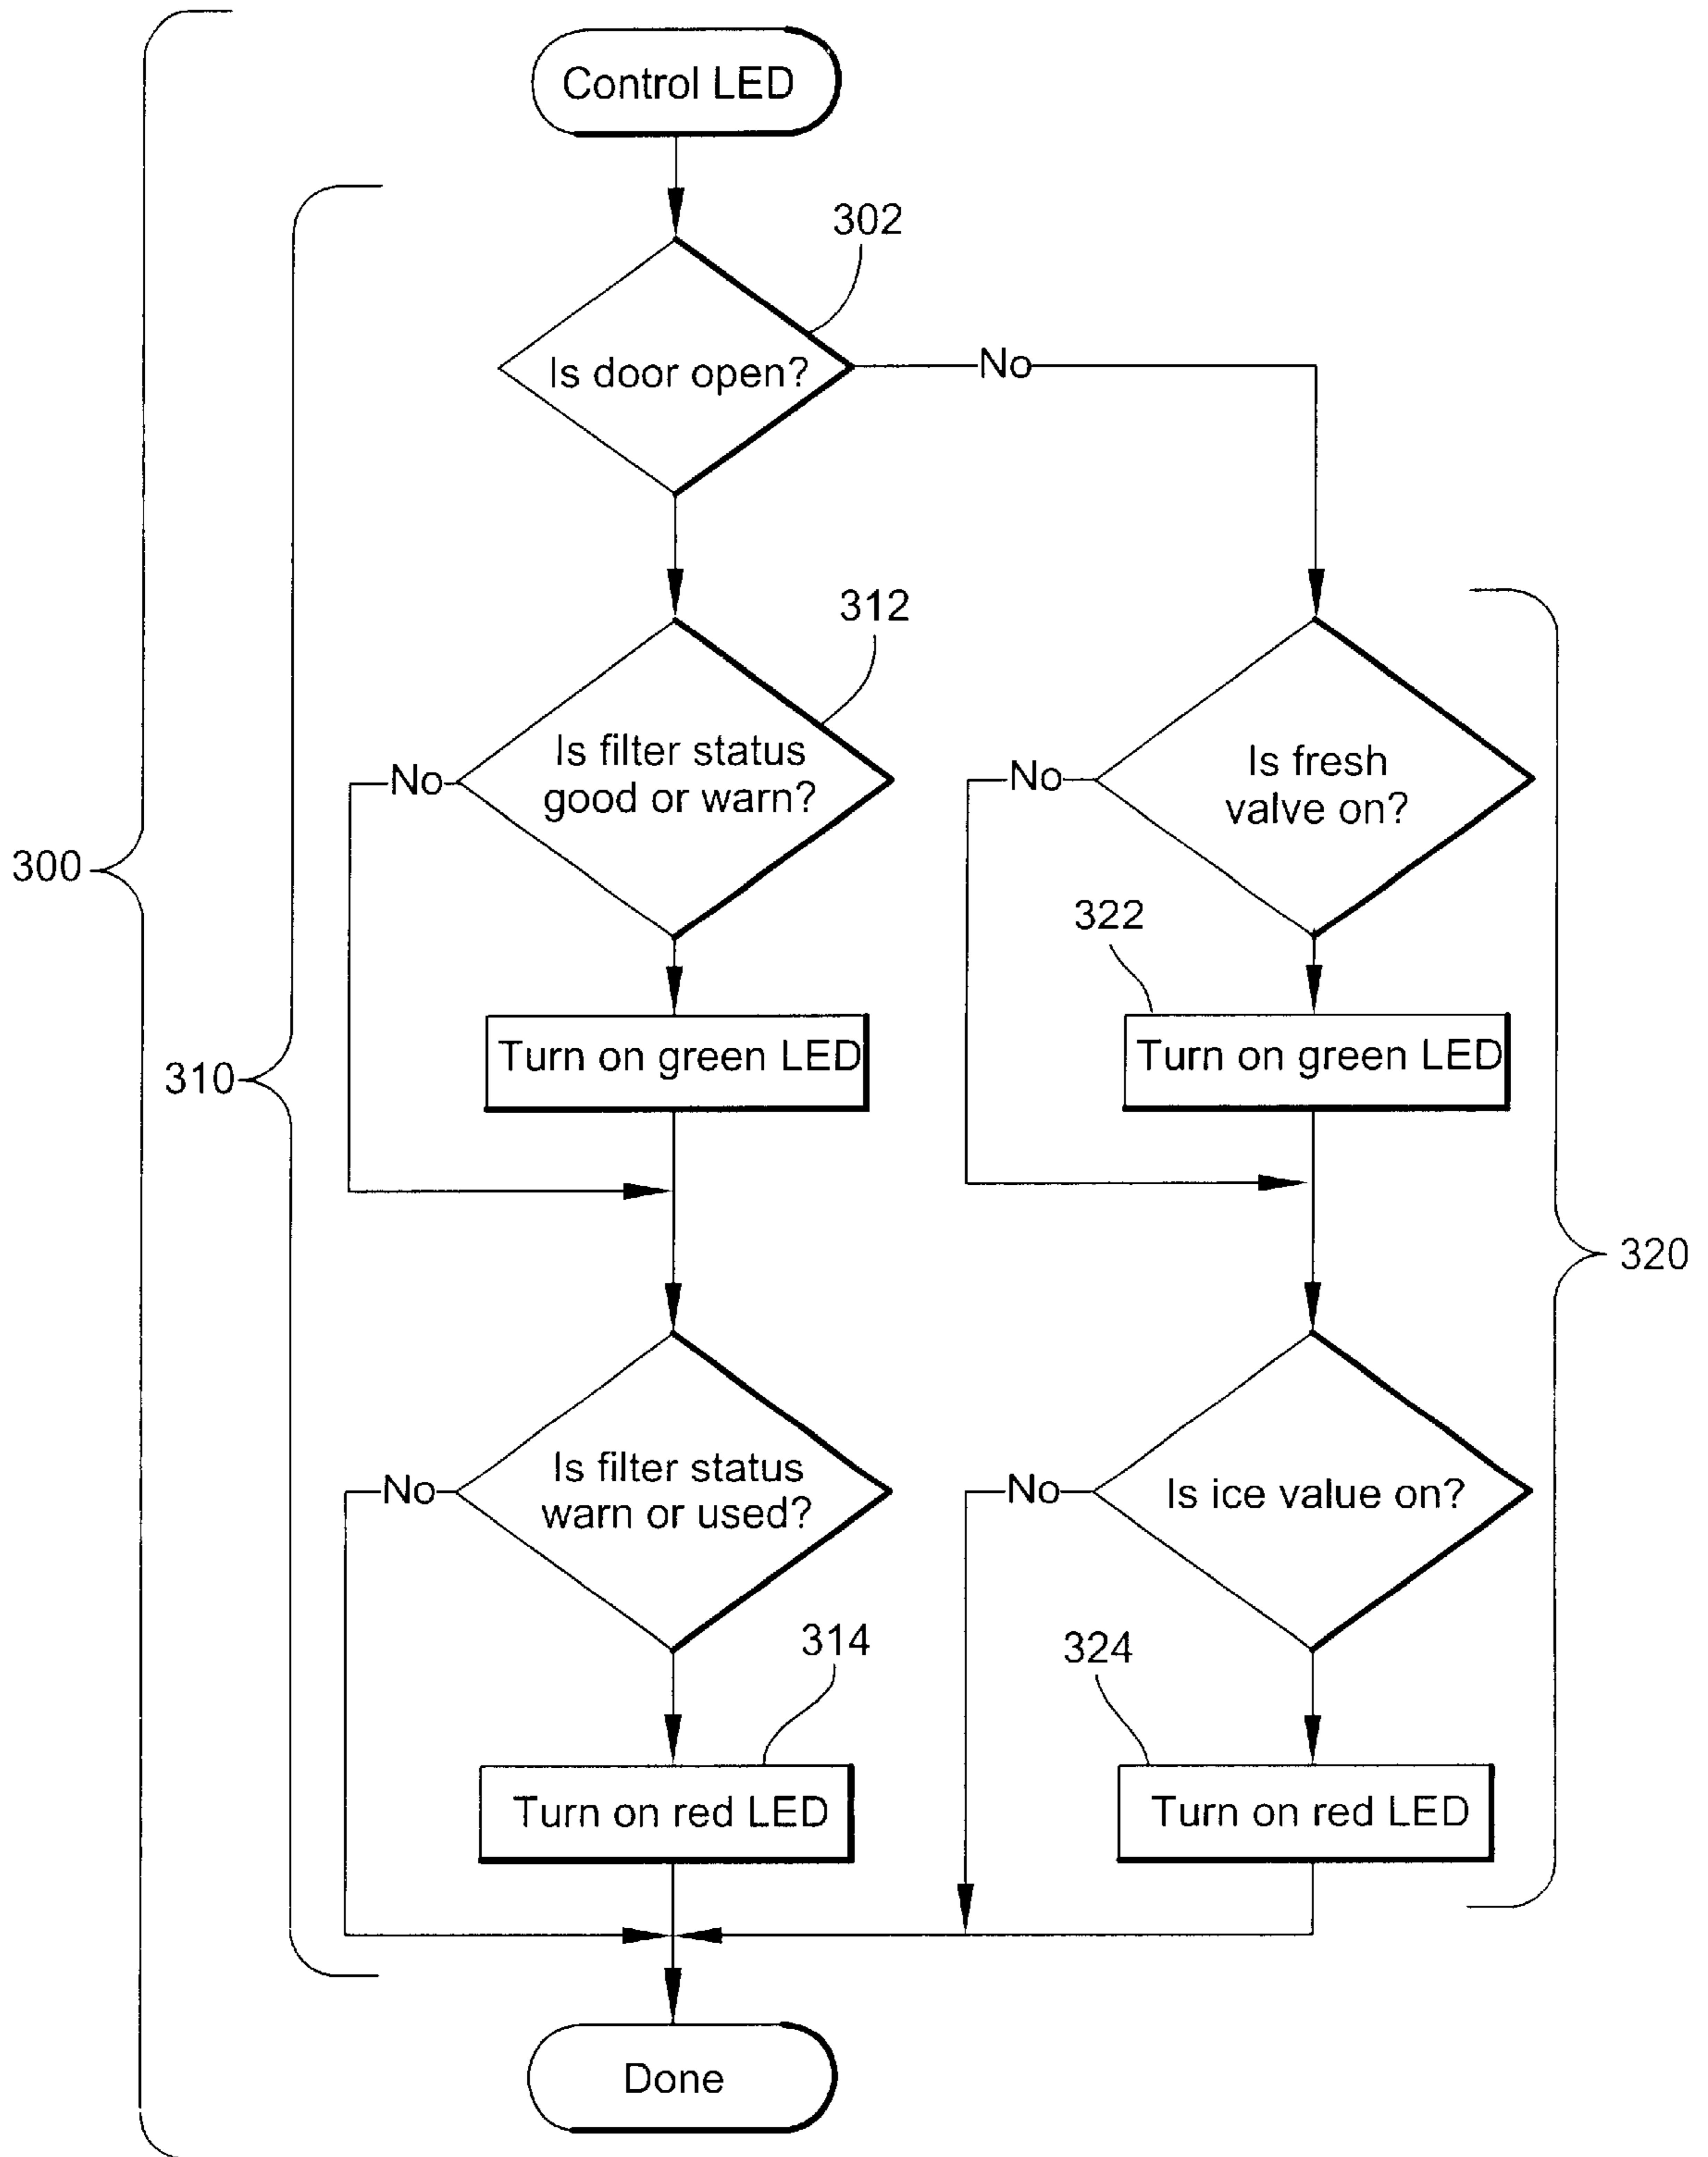 Control LED
302
Is door open?
No
312
Is filter status
good or warn?
No
Is fresh
valve on?
No
300
322
Turn on green LED
Turn on green LED
310
320
Is filter status
warn or used?
No
Is ice value on?
No
314
324
Turn on red LED
Turn on red LED
Done